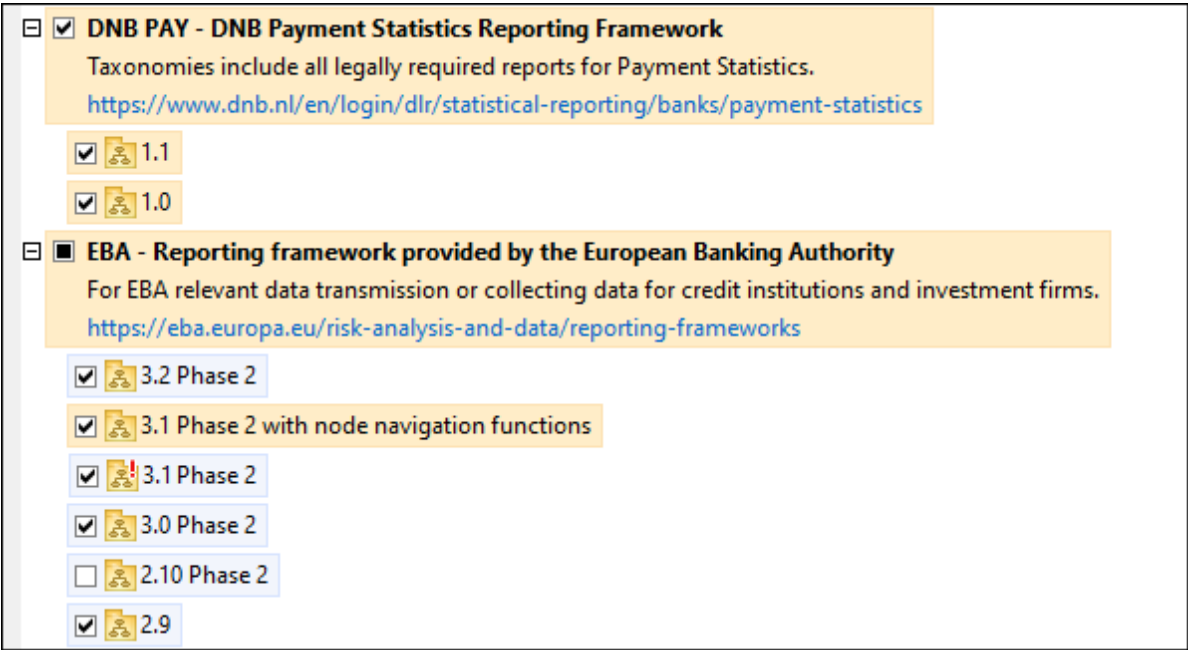 DNB PAY - DNB Payment Statistics Reporting Framework
Taxonomies include all legally required reports for Payment Statistics.
https://www.dnb.nl/en/login/dlr/statistical-reporting/banks/payment-statistics
1.1
1.0
EBA - Reporting framework provided by the European Banking Authority
For EBA relevant data transmission or collecting data for credit institutions and investment firms.
https://eba.europa.eu/risk-analysis-and-data/reporting-frameworks
3.2 Phase 2
3.1 Phase 2 with node navigation functions
3.1 Phase 2
3.0 Phase 2
2.10 Phase 2
2.9